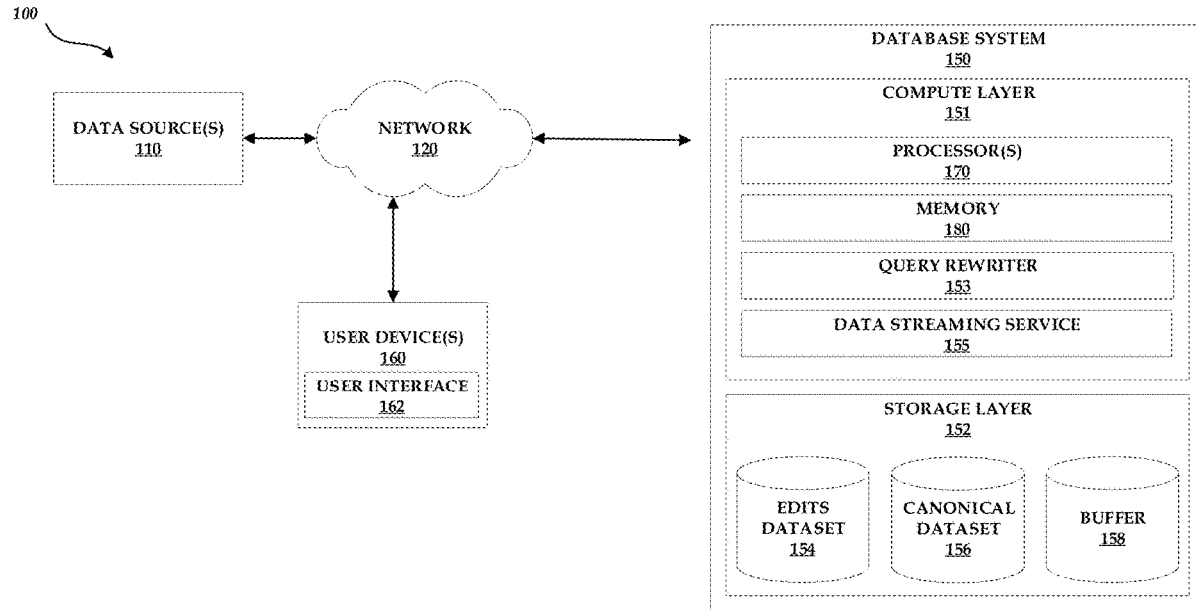 100
DATA SOURCE(S)
110
NETWORK
120
USER DEVICE(S)
160
USER INTERFACE
162
DATABASE SYSTEM
150
COMPUTE LAYER
151
PROCESSOR(S)
170
MEMORY
180
QUERY REWRITER
153
DATA STREAMING SERVICE
155
STORAGE LAYER
152
EDITS
DATASET
154
CANONICAL
DATASET
156
BUFFER
158